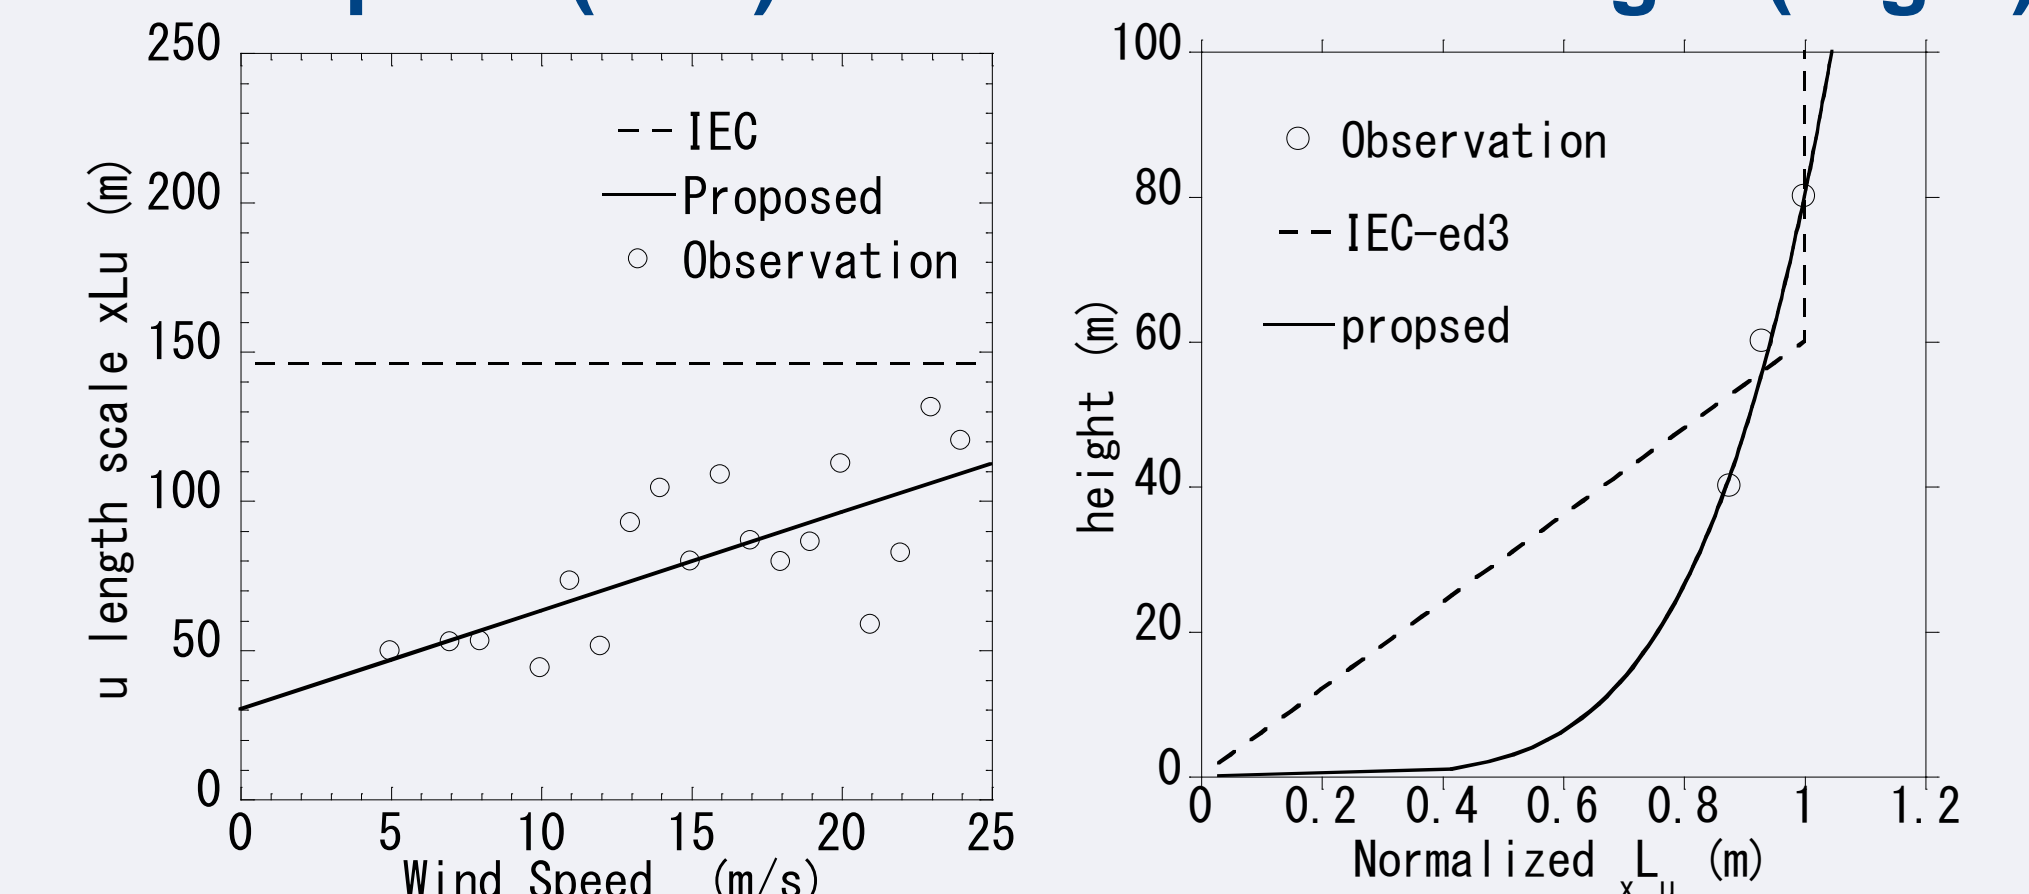 250
200
150
100
50
0
u length scale xLu (m)
IEC
Proposed
Observation
0 5 10 15 20 25
Wind Speed (m/s)
100
80
60
40
20
0
height (m)
Observation
IEC-ed3
propsed
0 0.2 0.4 0.6 0.8 1 1.2
Normalized xLu (m)